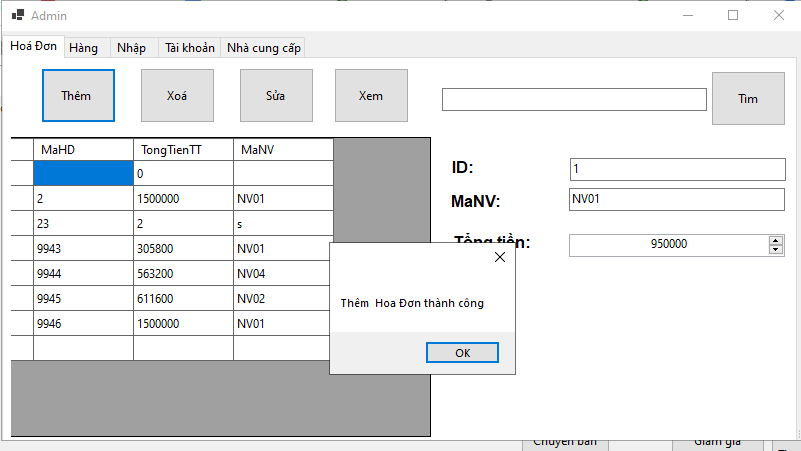 Admin
Hoá Đơn Hàng Nhập Tài khoản Nhà cung cấp
Thêm Xoá Sửa Xem Tìm
MaHD TongTienTT MaNV
0
2 1500000 NV01
23 2 s
9943 305800 NV01
9944 563200 NV04
9945 611600 NV02
9946 1500000 NV01
ID: 1
MaNV: NV01
Tổng tiền: 950000
Thêm Hoa Đơn thành công
OK
Chuyển bàn Giảm giá